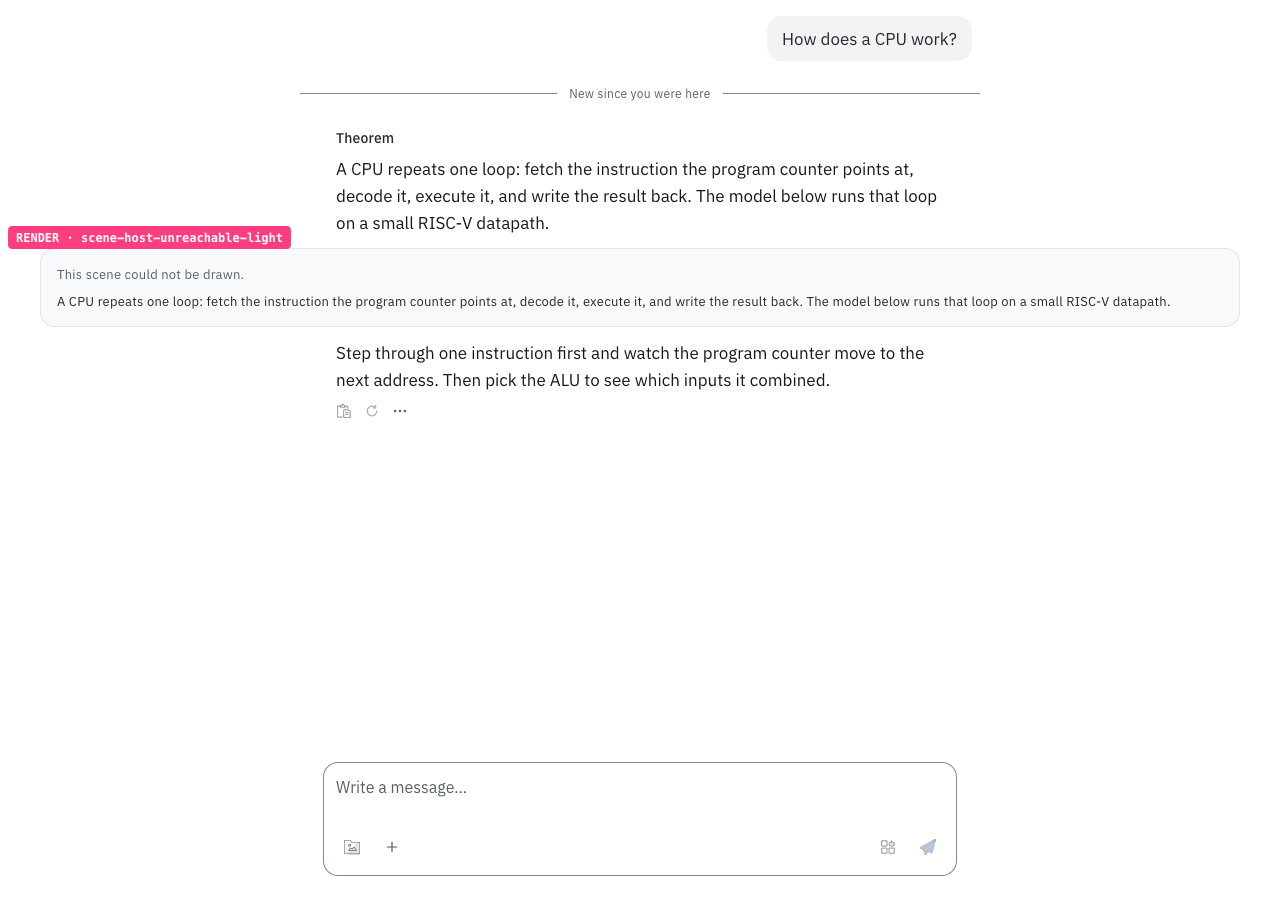 How does a CPU work?
New since you were here
Theorem
A CPU repeats one loop: fetch the instruction the program counter points at,
decode it, execute it, and write the result back. The model below runs that loop
on a small RISC-V datapath.
RENDER · scene-host-unreachable-light
This scene could not be drawn.
A CPU repeats one loop: fetch the instruction the program counter points at, decode it, execute it, and write the result back. The model below runs that loop on a small RISC-V datapath.
Step through one instruction first and watch the program counter move to the
next address. Then pick the ALU to see which inputs it combined.
Write a message...